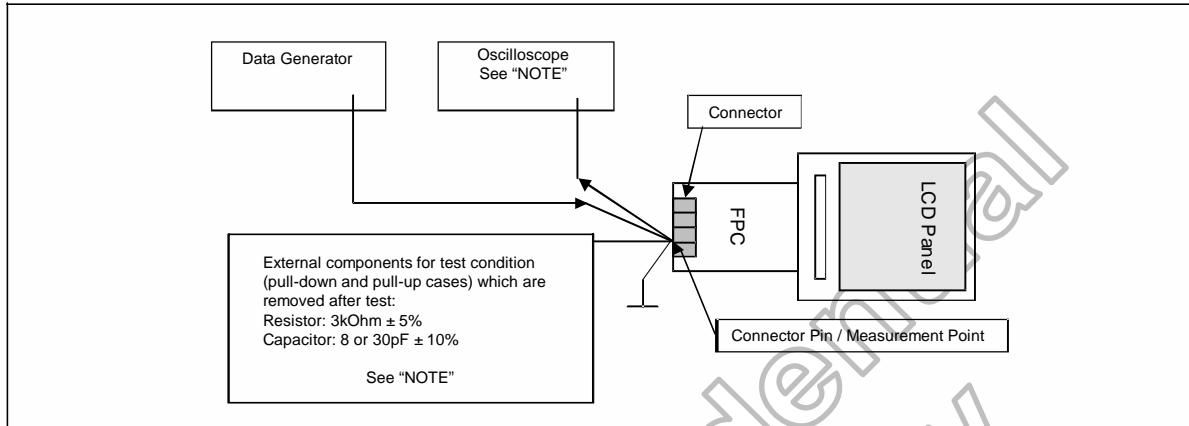 Data Generator
Oscilloscope
See “NOTE”
Connector
FPC
LCD Panel
External components for test condition
(pull-down and pull-up cases) which are
removed after test:
Resistor: 3kOhm ± 5%
Capacitor: 8 or 30pF ± 10%
See “NOTE”
Connector Pin / Measurement Point